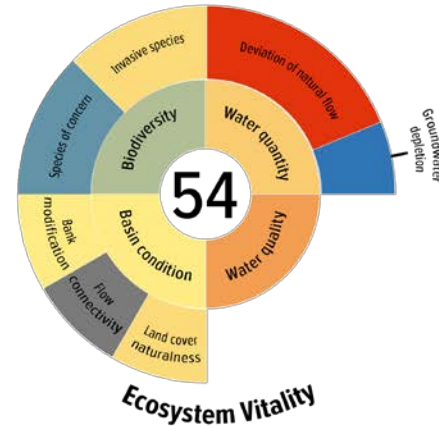 Invasive species
Deviation of natural flow
Species of concern
Biodiversity
Water quantity
Groundwater
depletion
54
Bank
modification
Basin condition
Water quality
Flow
connectivity
Land cover
naturalness
Ecosystem Vitality